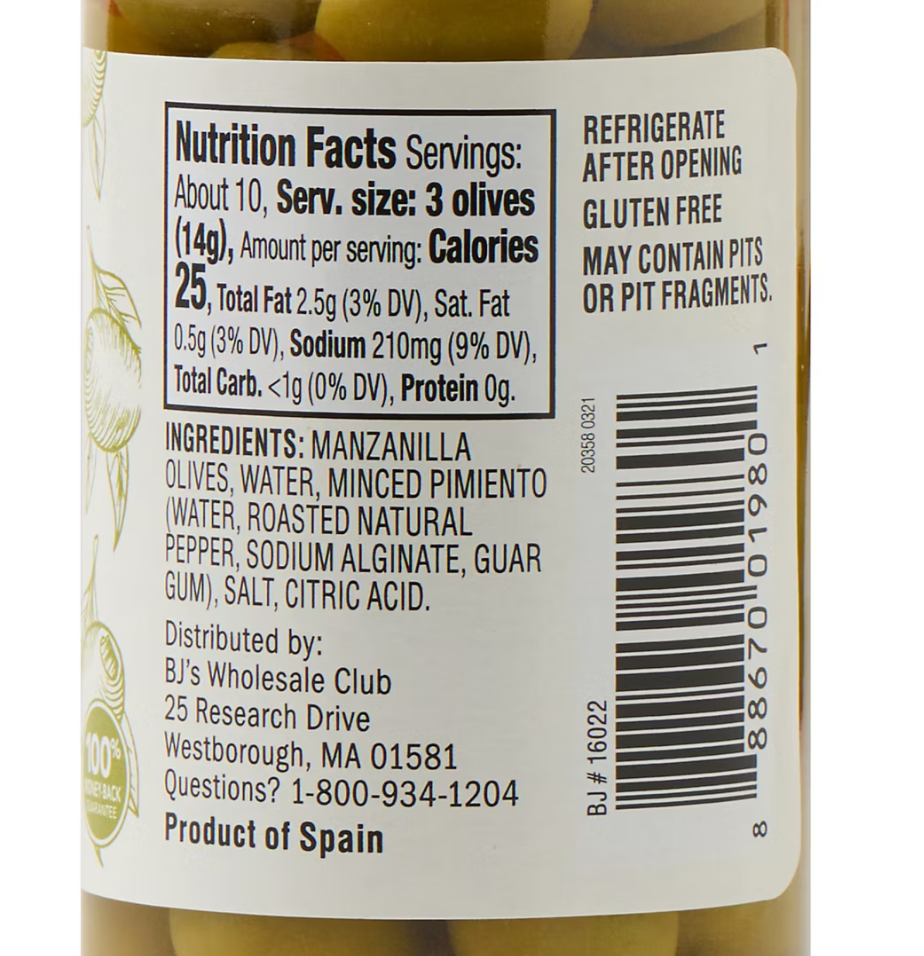 Nutrition Facts Servings:
About 10, Serv. size: 3 olives
(14g), Amount per serving: Calories
25, Total Fat 2.5g (3% DV), Sat. Fat
0.5g (3% DV), Sodium 210mg (9% DV),
Total Carb. <1g (0% DV), Protein 0g.
INGREDIENTS: MANZANILLA
OLIVES, WATER, MINCED PIMIENTO
(WATER, ROASTED NATURAL
PEPPER, SODIUM ALGINATE, GUAR
GUM), SALT, CITRIC ACID.
Distributed by:
BJ's Wholesale Club
25 Research Drive
Westborough, MA 01581
Questions? 1-800-934-1204
Product of Spain
REFRIGERATE
AFTER OPENING
GLUTEN FREE
MAY CONTAIN PITS
OR PIT FRAGMENTS.
20358 0321
BJ # 16022
8 88670 01980 1
100%
MONEY-BACK
GUARANTEE